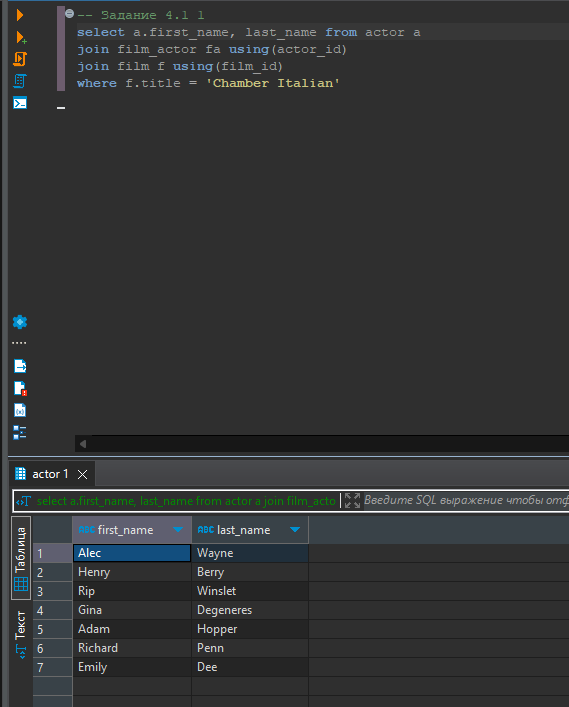 -- Задание 4.1 1
select a.first_name, last_name from actor a
join film_actor fa using(actor_id)
join film f using(film_id)
where f.title = 'Chamber Italian'
actor 1
select a.first_name, last_name from actor a join film_acto
Введите SQL выражение чтобы отф
Таблица
Текст
ABC first_name ABC last_name
1 Alec Wayne
2 Henry Berry
3 Rip Winslet
4 Gina Degeneres
5 Adam Hopper
6 Richard Penn
7 Emily Dee